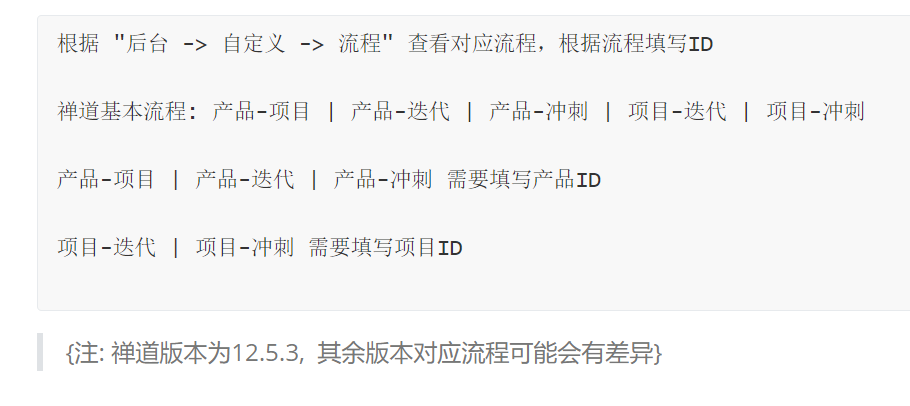 根据 "后台 -> 自定义 -> 流程" 查看对应流程，根据流程填写ID
禅道基本流程: 产品-项目 | 产品-迭代 | 产品-冲刺 | 项目-迭代 | 项目-冲刺
产品-项目 | 产品-迭代 | 产品-冲刺 需要填写产品ID
项目-迭代 | 项目-冲刺 需要填写项目ID
{注: 禅道版本为12.5.3, 其余版本对应流程可能会有差异}